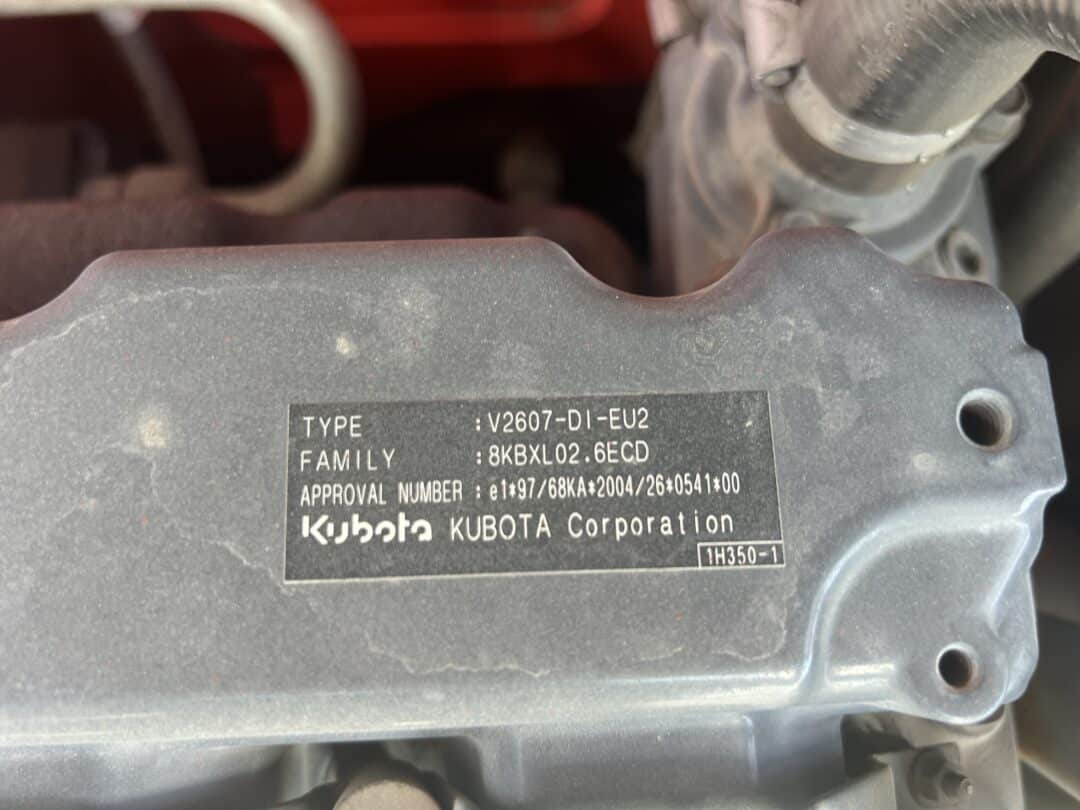 TYPE :V2607-DI-EU2
FAMILY :8KBXL02.6ECD
APPROVAL NUMBER : e1*97/68KA*2004/26*0541*00
Kubota KUBOTA Corporation
1H350-1